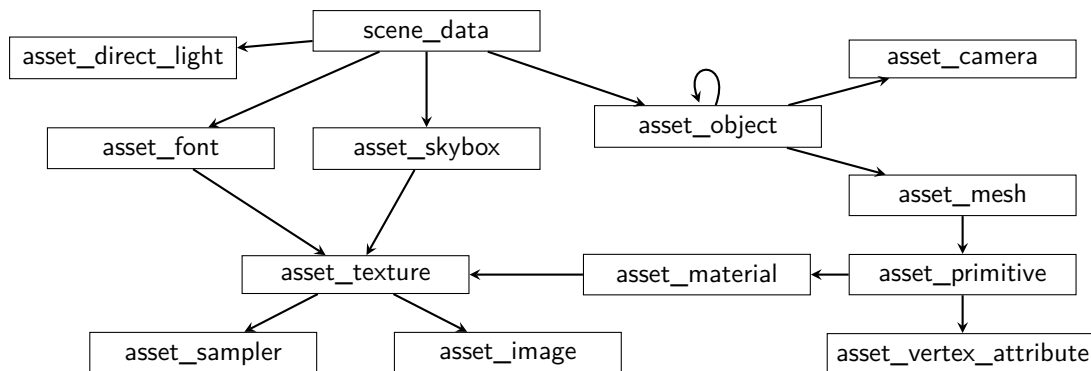 scene_data
asset_direct_light
asset_camera
asset_object
asset_font
asset_skybox
asset_mesh
asset_texture
asset_material
asset_primitive
asset_sampler
asset_image
asset_vertex_attribute